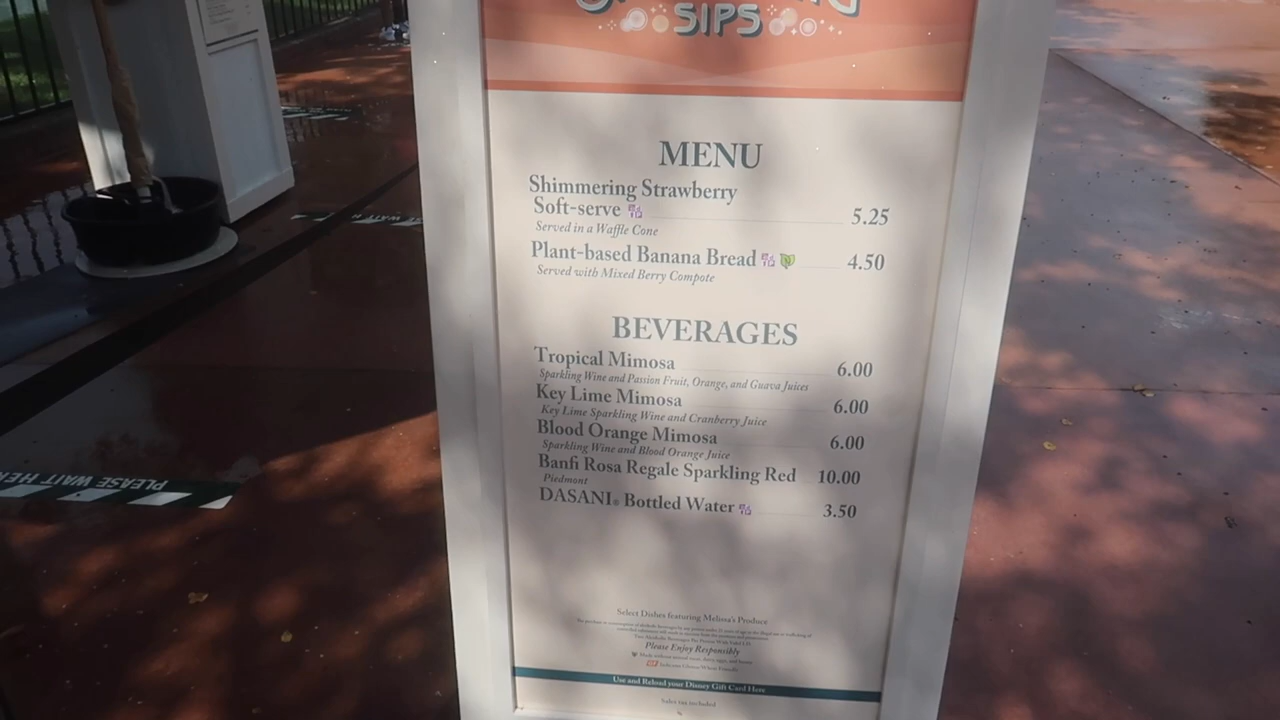 SIPS
MENU
Shimmering Strawberry
Soft-serve 5.25
Served in a Waffle Cone
Plant-based Banana Bread 4.50
Served with Mixed Berry Compote
BEVERAGES
Tropical Mimosa 6.00
Sparkling Wine and Passion Fruit, Orange, and Guava Juices
Key Lime Mimosa 6.00
Key Lime Sparkling Wine and Cranberry Juice
Blood Orange Mimosa 6.00
Sparkling Wine and Blood Orange Juice
Banfi Rosa Regale Sparkling Red 10.00
Piedmont
DASANI® Bottled Water 3.50
Select Dishes featuring Melissa's Produce
Please Enjoy Responsibly
Use and Reload your Disney Gift Card Here
Sales tax included
PLEASE WAIT HERE